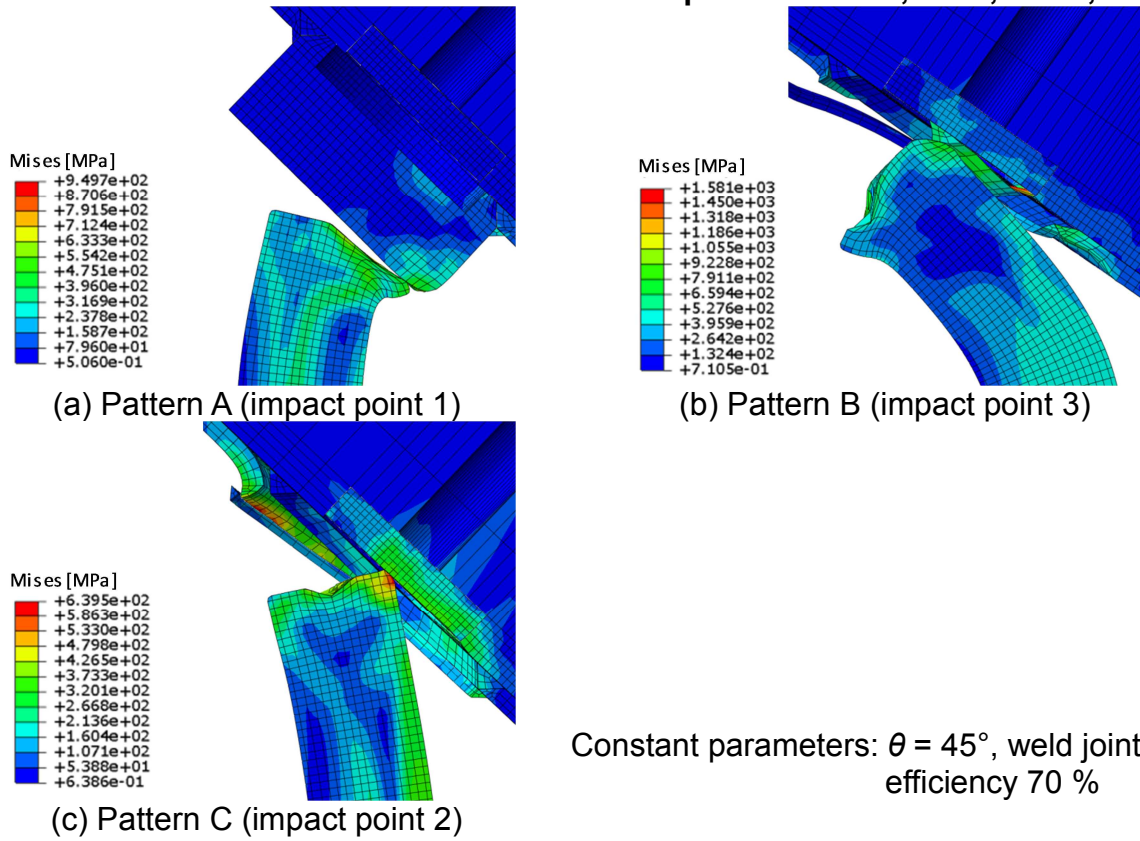 Mises [MPa]
+9.497e+02
+8.706e+02
+7.915e+02
+7.124e+02
+6.333e+02
+5.542e+02
+4.751e+02
+3.960e+02
+3.169e+02
+2.378e+02
+1.587e+02
+7.960e+01
+5.060e-01
(a) Pattern A (impact point 1)
Mises [MPa]
+1.581e+03
+1.450e+03
+1.318e+03
+1.186e+03
+1.055e+03
+9.228e+02
+7.911e+02
+6.594e+02
+5.276e+02
+3.959e+02
+2.642e+02
+1.324e+02
+7.105e-01
(b) Pattern B (impact point 3)
Mises [MPa]
+6.395e+02
+5.863e+02
+5.330e+02
+4.798e+02
+4.265e+02
+3.733e+02
+3.201e+02
+2.668e+02
+2.136e+02
+1.604e+02
+1.071e+02
+5.388e+01
+6.386e-01
(c) Pattern C (impact point 2)
Constant parameters: θ = 45°, weld joint
efficiency 70 %